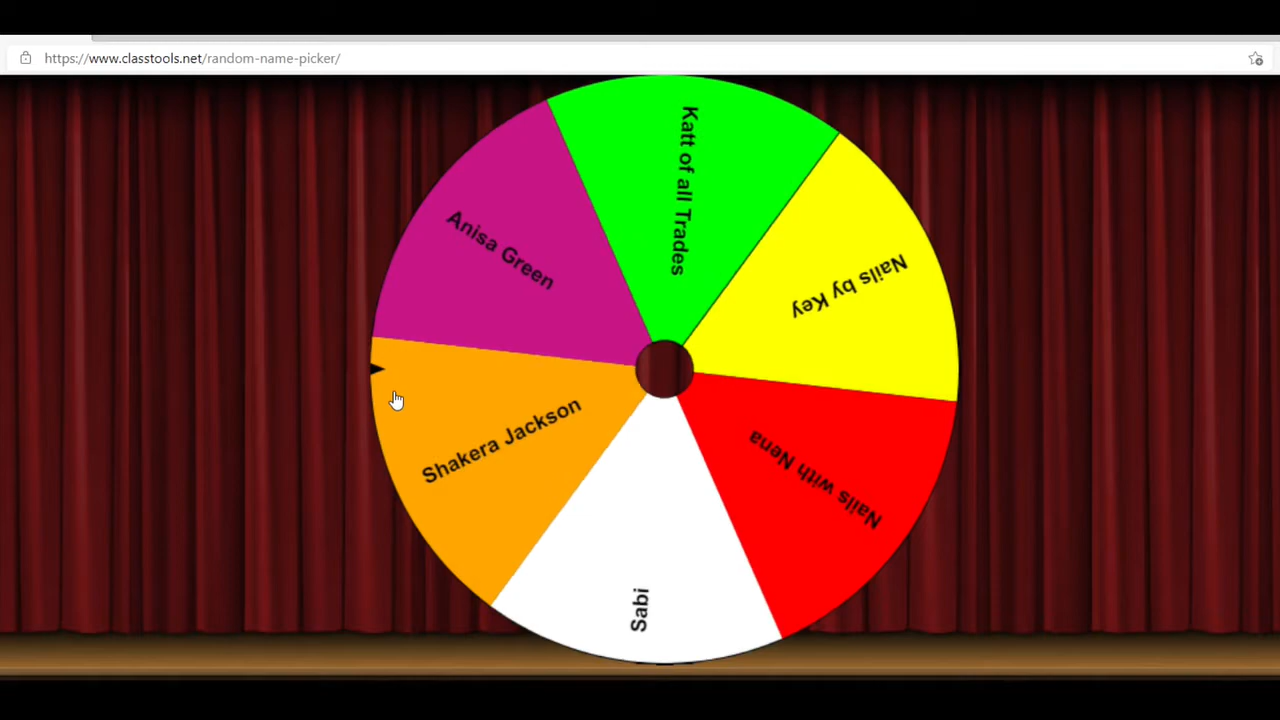 https://www.classtools.net/random-name-picker/
Katt of all Trades
Anisa Green
Nails by Key
Shakera Jackson
Nails with Nena
Sabi